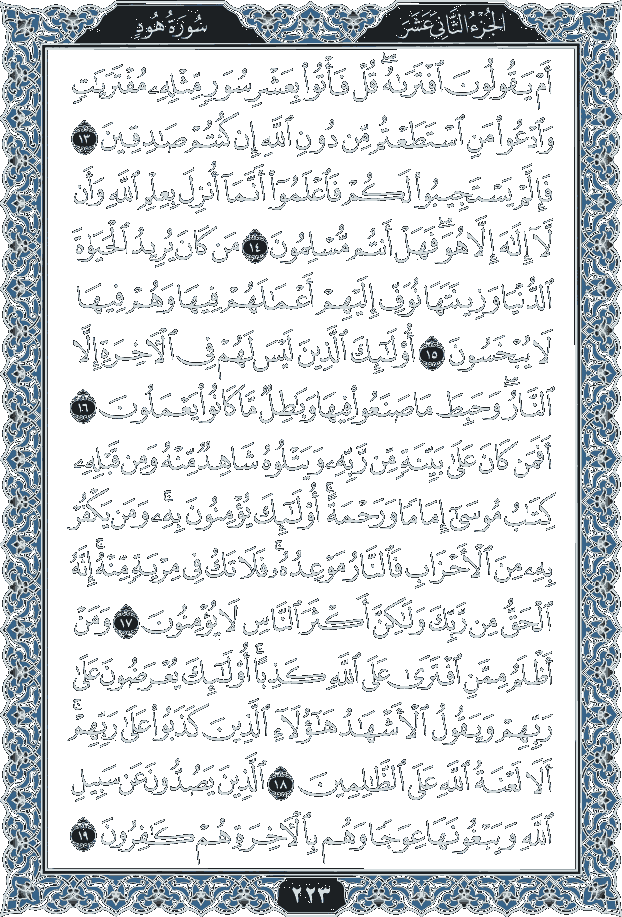 الجزء الثاني عشر
سورة هود
أَمْ يَقُولُونَ ٱفْتَرَىٰهُ ۖ قُلْ فَأْتُوا۟ بِعَشْرِ سُوَرٍ مِّثْلِهِۦ مُفْتَرَيَٰتٍ
وَٱدْعُوا۟ مَنِ ٱسْتَطَعْتُم مِّن دُونِ ٱللَّهِ إِن كُنتُمْ صَٰدِقِينَ ١٣
فَإِلَّمْ يَسْتَجِيبُوا۟ لَكُمْ فَٱعْلَمُوٓا۟ أَنَّمَآ أُنزِلَ بِعِلْمِ ٱللَّهِ وَأَن
لَّآ إِلَٰهَ إِلَّا هُوَ ۖ فَهَلْ أَنتُم مُّسْلِمُونَ ١٤ مَن كَانَ يُرِيدُ ٱلْحَيَوٰةَ
ٱلدُّنْيَا وَزِينَتَهَا نُوَفِّ إِلَيْهِمْ أَعْمَٰلَهُمْ فِيهَا وَهُمْ فِيهَا
لَا يُبْخَسُونَ ١٥ أُو۟لَٰٓئِكَ ٱلَّذِينَ لَيْسَ لَهُمْ فِى ٱلْءَاخِرَةِ إِلَّا
ٱلنَّارُ ۖ وَحَبِطَ مَا صَنَعُوا۟ فِيهَا وَبَٰطِلٌ مَّا كَانُوا۟ يَعْمَلُونَ ١٦
أَفَمَن كَانَ عَلَىٰ بَيِّنَةٍ مِّن رَّبِّهِۦ وَيَتْلُوهُ شَاهِدٌ مِّنْهُ وَمِن قَبْلِهِۦ
كِتَٰبُ مُوسَىٰٓ إِمَامًا وَرَحْمَةً ۚ أُو۟لَٰٓئِكَ يُؤْمِنُونَ بِهِۦ ۚ وَمَن يَكْفُرْ
بِهِۦ مِنَ ٱلْأَحْزَابِ فَٱلنَّارُ مَوْعِدُهُۥ ۚ فَلَا تَكُ فِى مِرْيَةٍ مِّنْهُ ۚ إِنَّهُ
ٱلْحَقُّ مِن رَّبِّكَ وَلَٰكِنَّ أَكْثَرَ ٱلنَّاسِ لَا يُؤْمِنُونَ ١٧ وَمَنْ
أَظْلَمُ مِمَّنِ ٱفْتَرَىٰ عَلَى ٱللَّهِ كَذِبًا ۚ أُو۟لَٰٓئِكَ يُعْرَضُونَ عَلَىٰ
رَبِّهِمْ وَيَقُولُ ٱلْأَشْهَٰدُ هَٰٓؤُلَآءِ ٱلَّذِينَ كَذَبُوا۟ عَلَىٰ رَبِّهِمْ ۚ
أَلَا لَعْنَةُ ٱللَّهِ عَلَى ٱلظَّٰلِمِينَ ١٨ ٱلَّذِينَ يَصُدُّونَ عَن سَبِيلِ
ٱللَّهِ وَيَبْغُونَهَا عِوَجًا وَهُم بِٱلْءَاخِرَةِ هُمْ كَٰفِرُونَ ١٩
٢٢٣